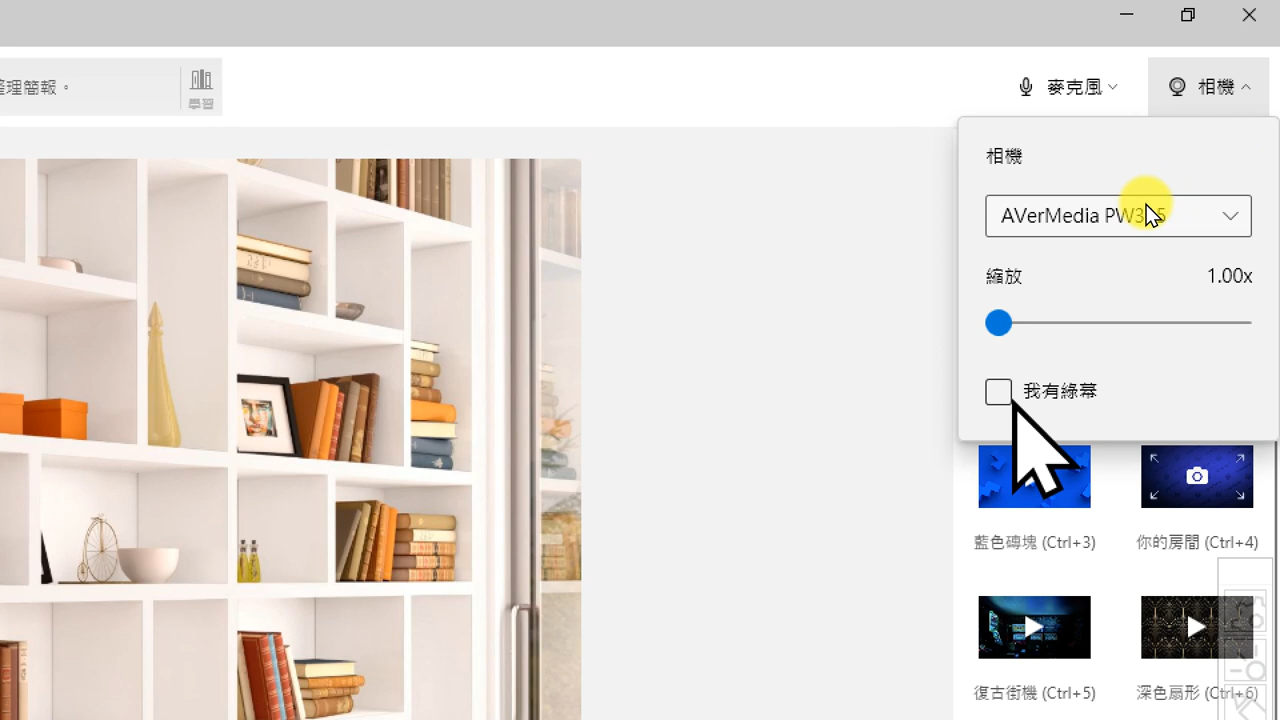 整理簡報。
學習
麥克風
相機
相機
AVerMedia PW315
縮放
1.00x
我有綠幕
藍色磚塊 (Ctrl+3)
你的房間 (Ctrl+4)
復古街機 (Ctrl+5)
深色扇形 (Ctrl+6)